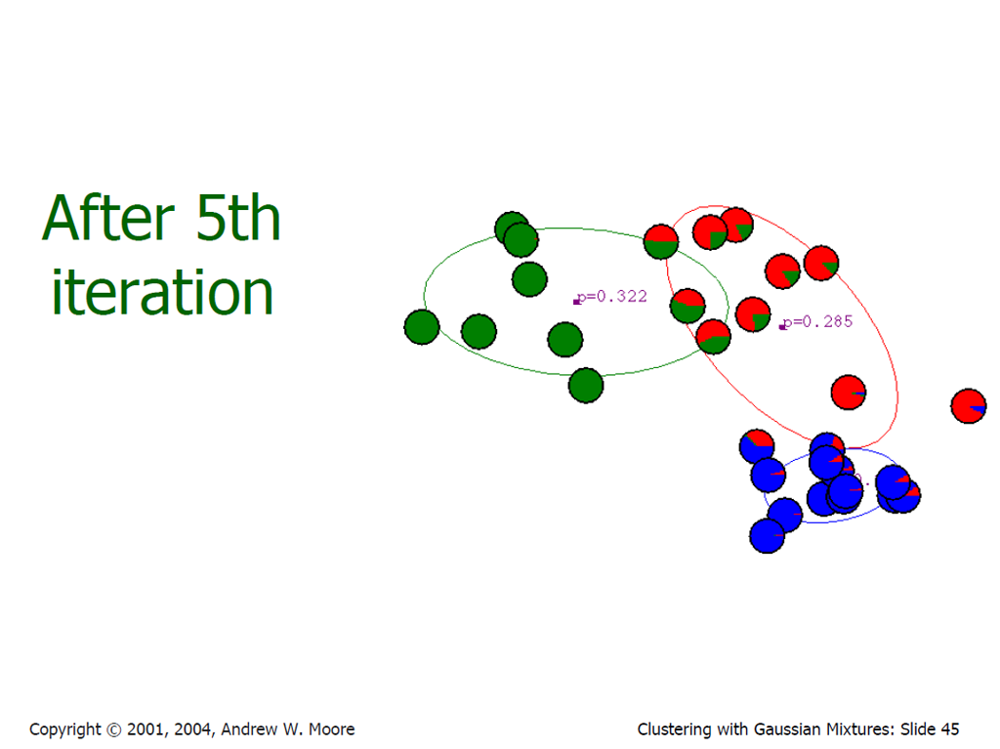 After 5th
iteration
p=0.322
p=0.285
Copyright © 2001, 2004, Andrew W. Moore
Clustering with Gaussian Mixtures: Slide 45